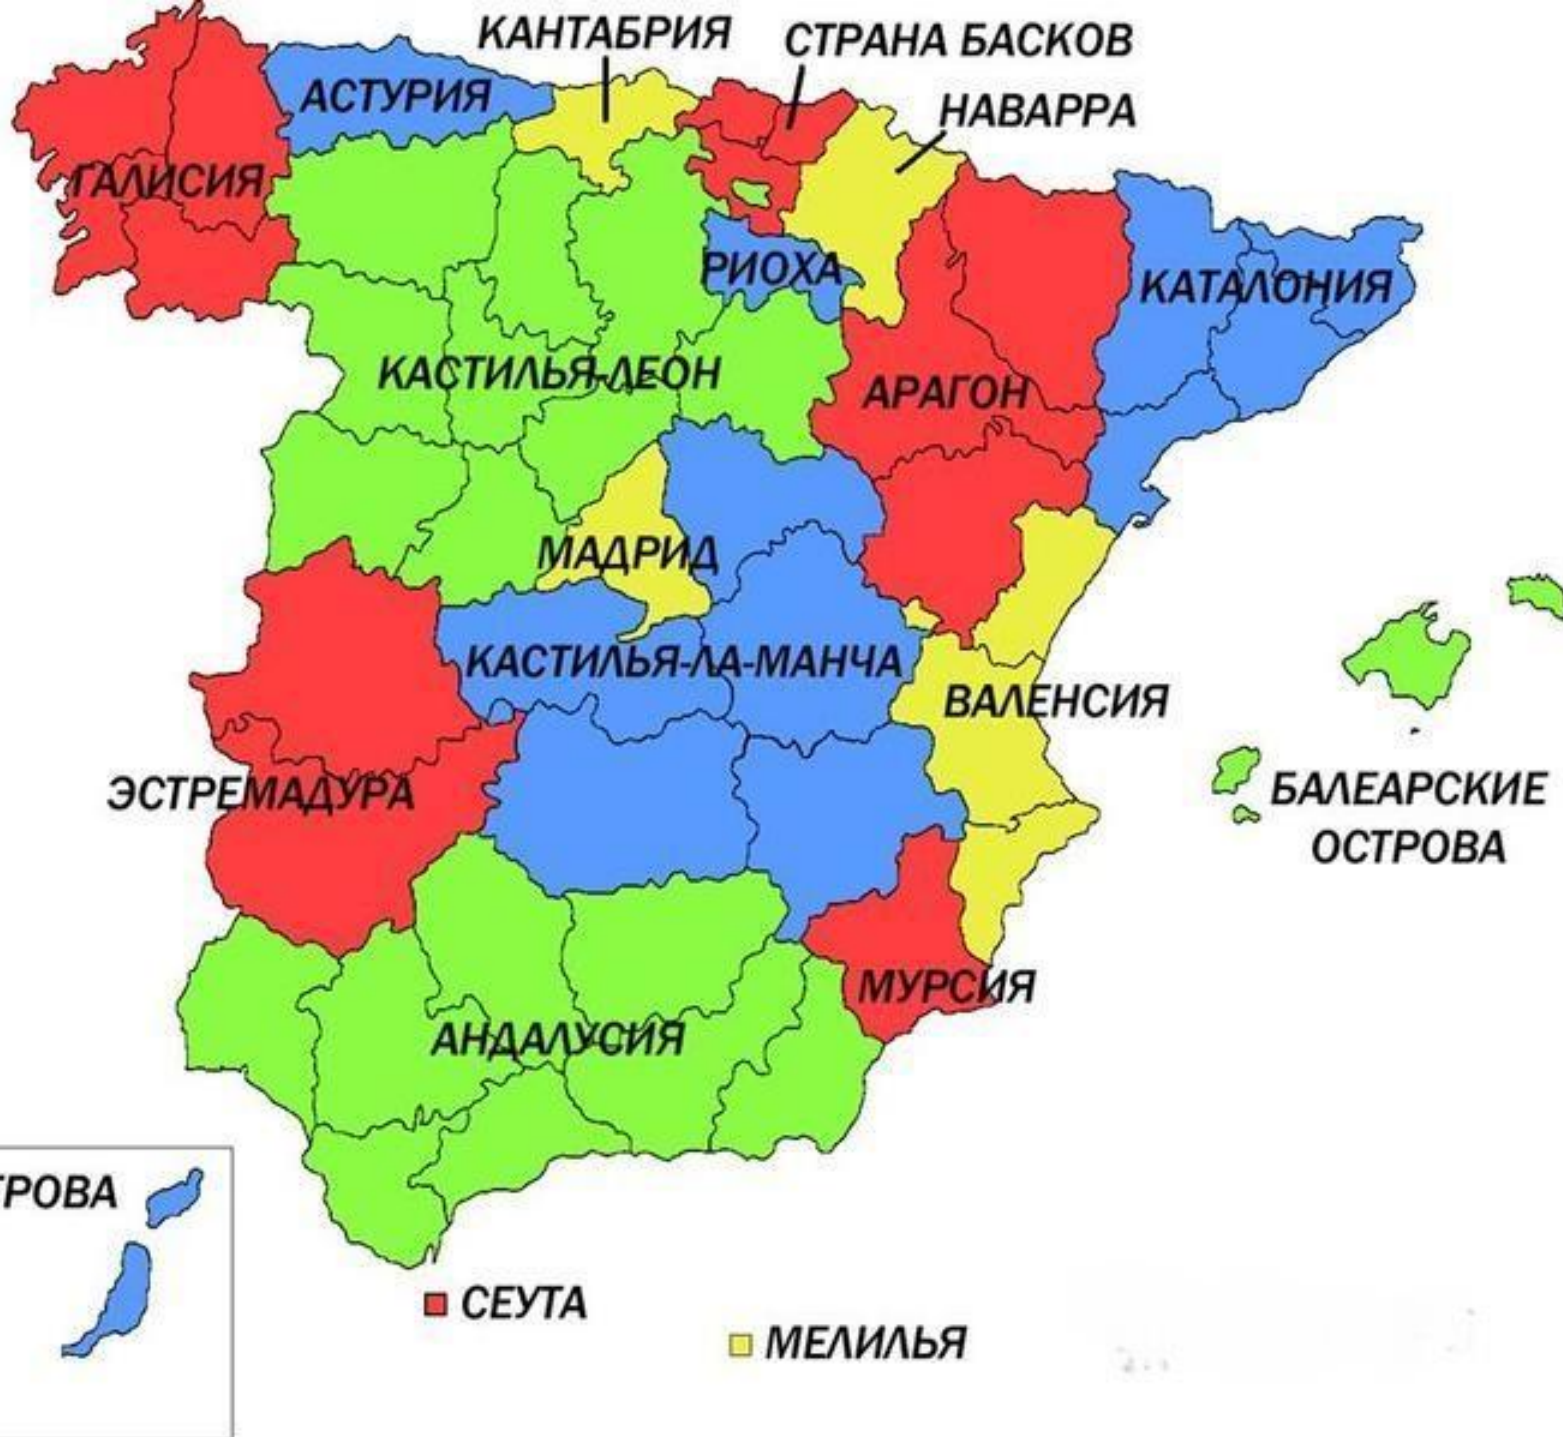 КАНТАБРИЯ
СТРАНА БАСКОВ
НАВАРРА
АСТУРИЯ
ГАЛИСИЯ
РИОХА
КАТАЛОНИЯ
КАСТИЛЬЯ-ЛЕОН
АРАГОН
МАДРИД
КАСТИЛЬЯ-ЛА-МАНЧА
ВАЛЕНСИЯ
ЭСТРЕМАДУРА
БАЛЕАРСКИЕ
ОСТРОВА
МУРСИЯ
АНДАЛУСИЯ
ТРОВА
СЕУТА
МЕЛИЛЬЯ